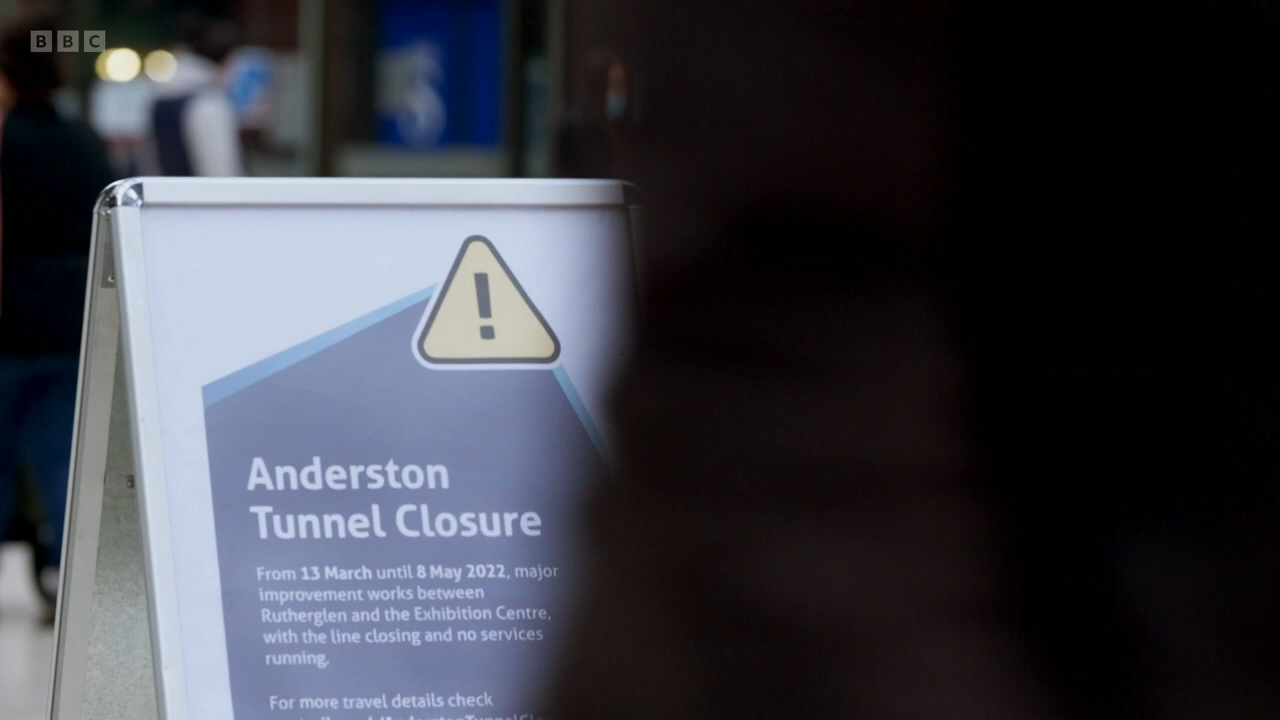 BBC
!
Anderston
Tunnel Closure
From 13 March until 8 May 2022, major
improvement works between
Rutherglen and the Exhibition Centre,
with the line closing and no services
running.
For more travel details check